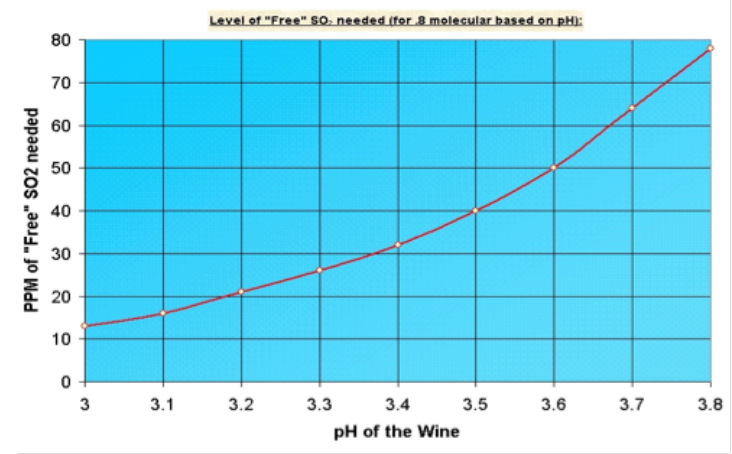 Level of "Free" SO₂ needed (for .8 molecular based on pH):
80
70
60
50
40
30
20
10
0
PPM of "Free" SO2 needed
3 3.1 3.2 3.3 3.4 3.5 3.6 3.7 3.8
pH of the Wine